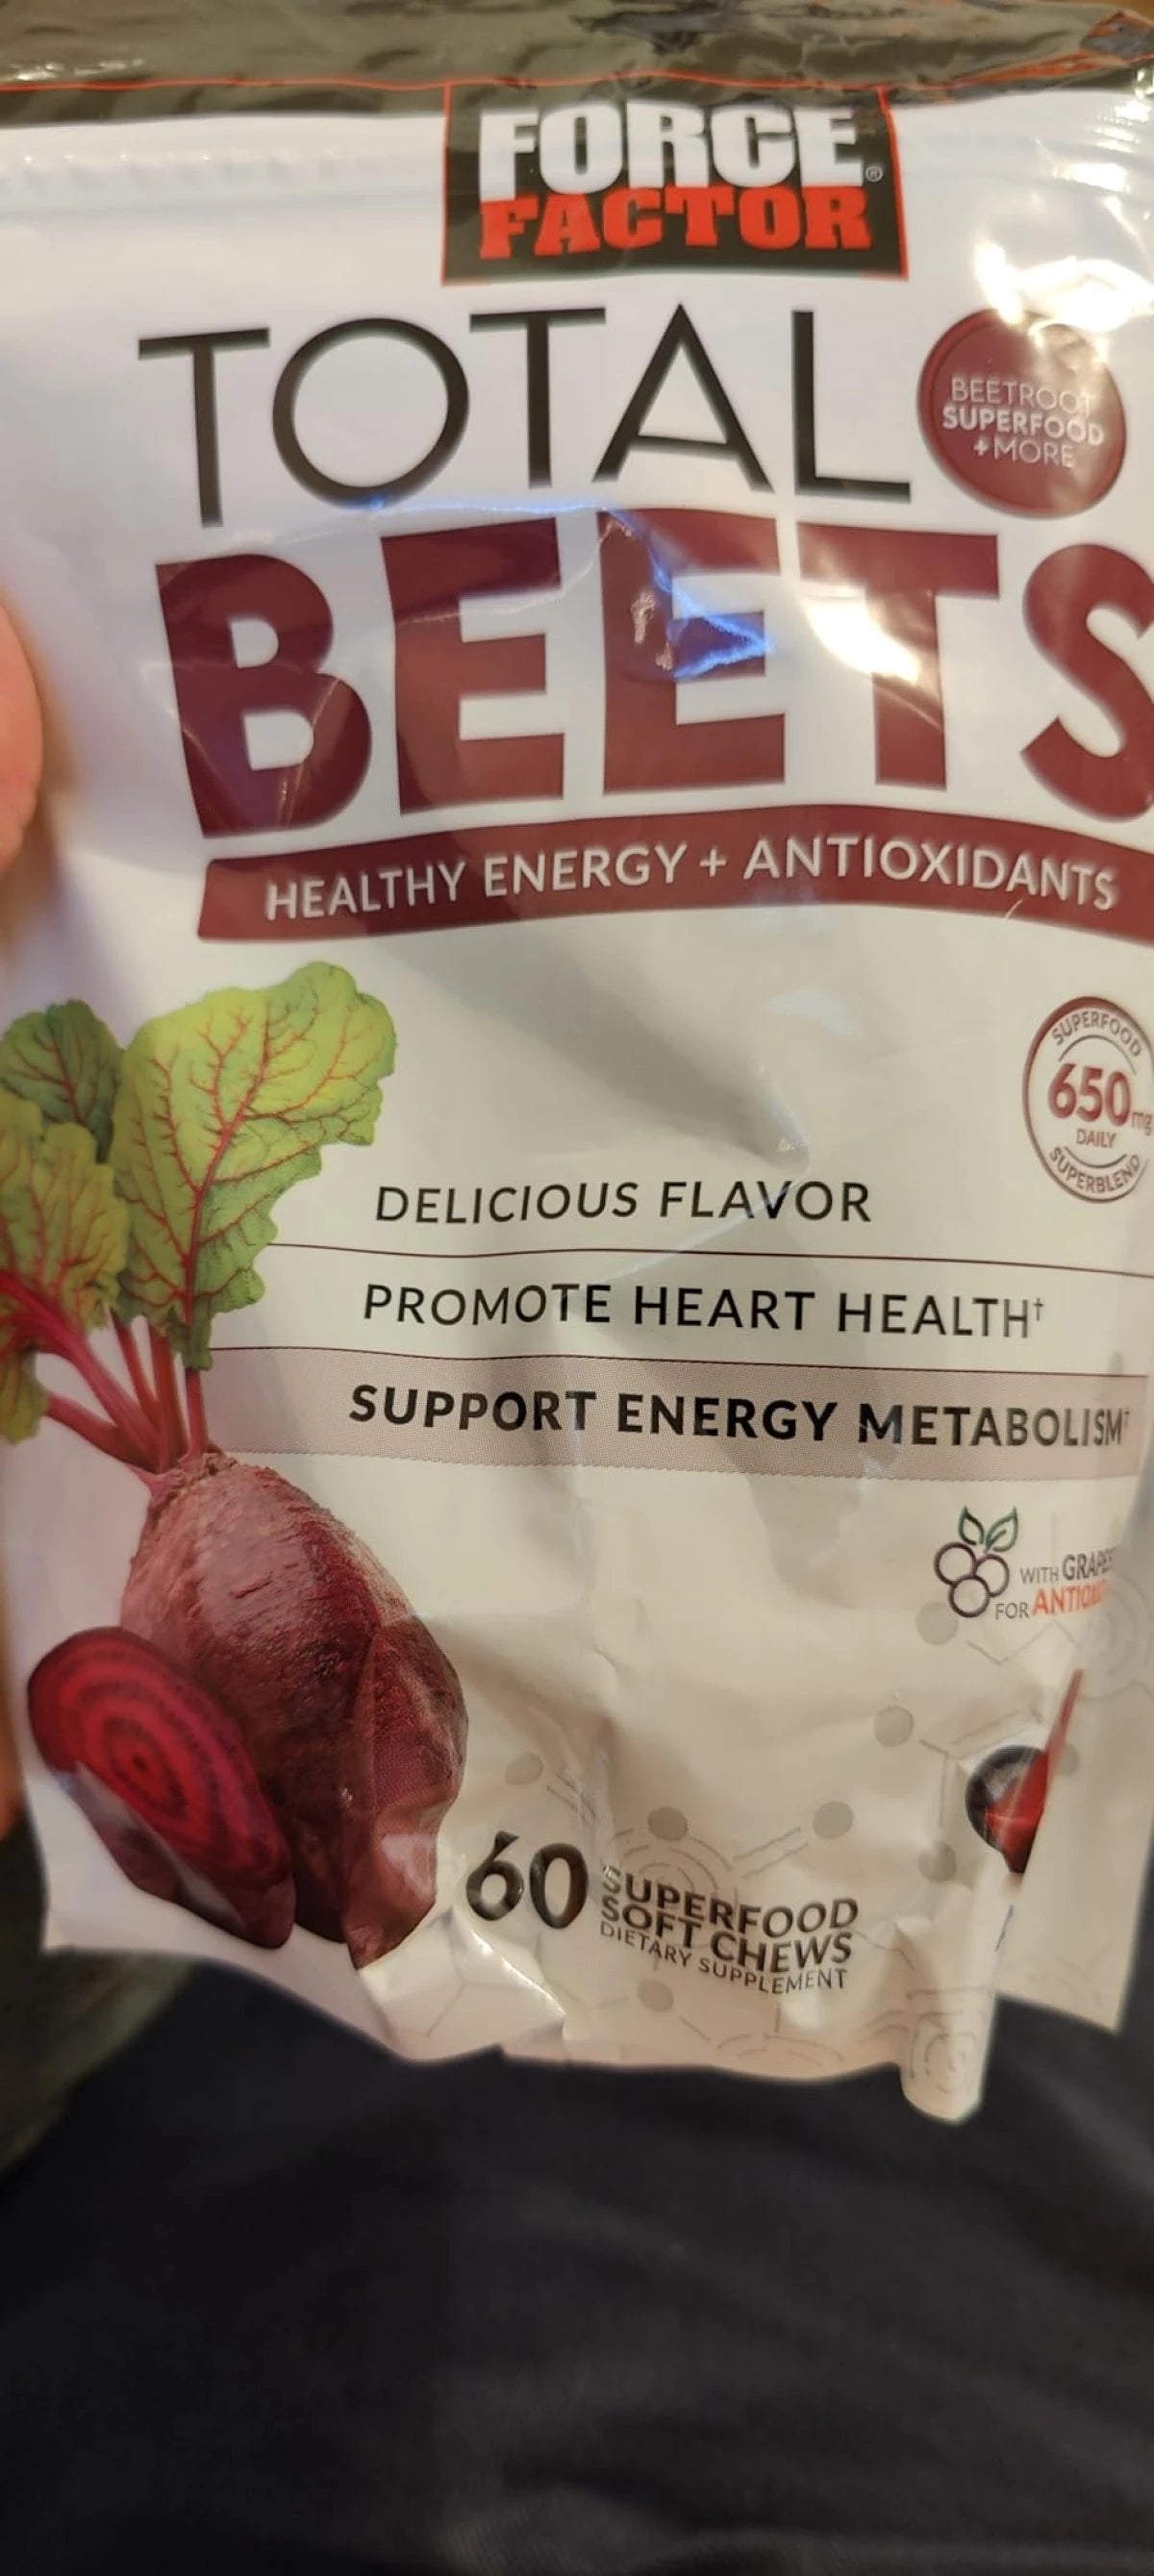 FORCE
FACTOR®
TOTAL
BEETROOT
SUPERFOOD
+ MORE
BEETS
HEALTHY ENERGY + ANTIOXIDANTS
SUPERFOOD
650mg
DAILY
SUPERBLEND
DELICIOUS FLAVOR
PROMOTE HEART HEALTH†
SUPPORT ENERGY METABOLISM†
WITH
FOR
60 SUPERFOOD
SOFT CHEWS
DIETARY SUPPLEMENT